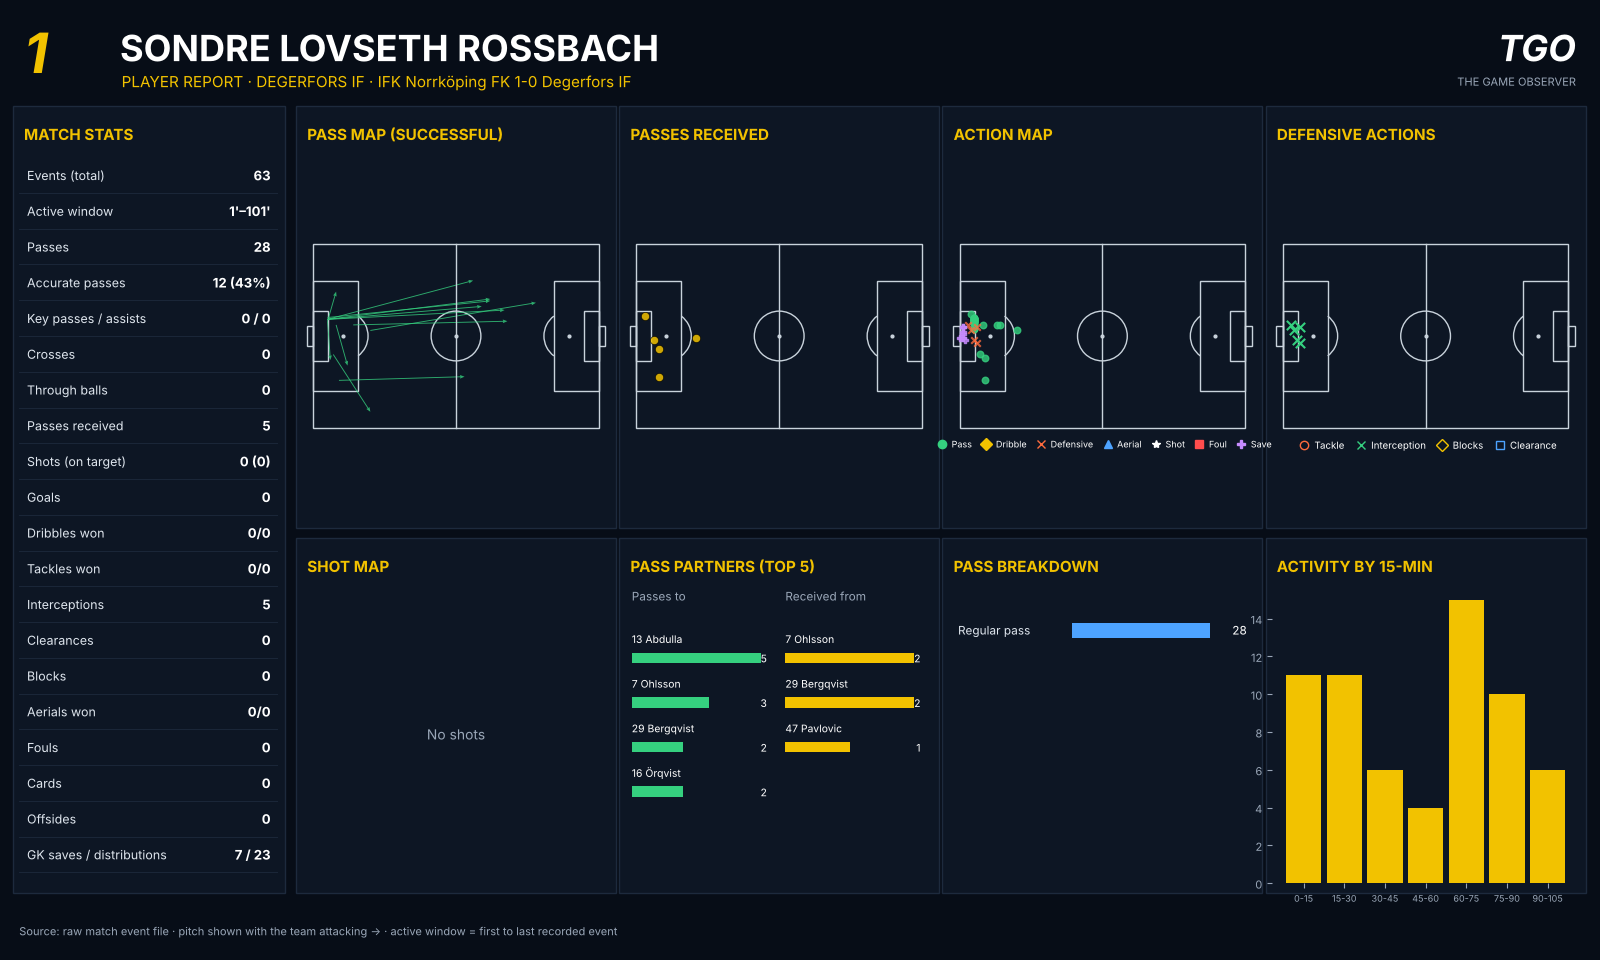 1
SONDRE LOVSETH ROSSBACH
PLAYER REPORT · DEGERFORS IF · IFK Norrköping FK 1-0 Degerfors IF
TGO
THE GAME OBSERVER
MATCH STATS
Events (total) 63
Active window 1'–101'
Passes 28
Accurate passes 12 (43%)
Key passes / assists 0 / 0
Crosses 0
Through balls 0
Passes received 5
Shots (on target) 0 (0)
Goals 0
Dribbles won 0/0
Tackles won 0/0
Interceptions 5
Clearances 0
Blocks 0
Aerials won 0/0
Fouls 0
Cards 0
Offsides 0
GK saves / distributions 7 / 23
PASS MAP (SUCCESSFUL)
PASSES RECEIVED
ACTION MAP
Pass Dribble Defensive Aerial Shot Foul Save
DEFENSIVE ACTIONS
Tackle Interception Blocks Clearance
SHOT MAP
No shots
PASS PARTNERS (TOP 5)
Passes to Received from
13 Abdulla 7 Ohlsson
5 2
7 Ohlsson 29 Bergqvist
3 2
29 Bergqvist 47 Pavlovic
2 1
16 Örqvist
2
PASS BREAKDOWN
Regular pass 28
ACTIVITY BY 15-MIN
14
12
10
8
6
4
2
0
0-15 15-30 30-45 45-60 60-75 75-90 90-105
Source: raw match event file · pitch shown with the team attacking → · active window = first to last recorded event